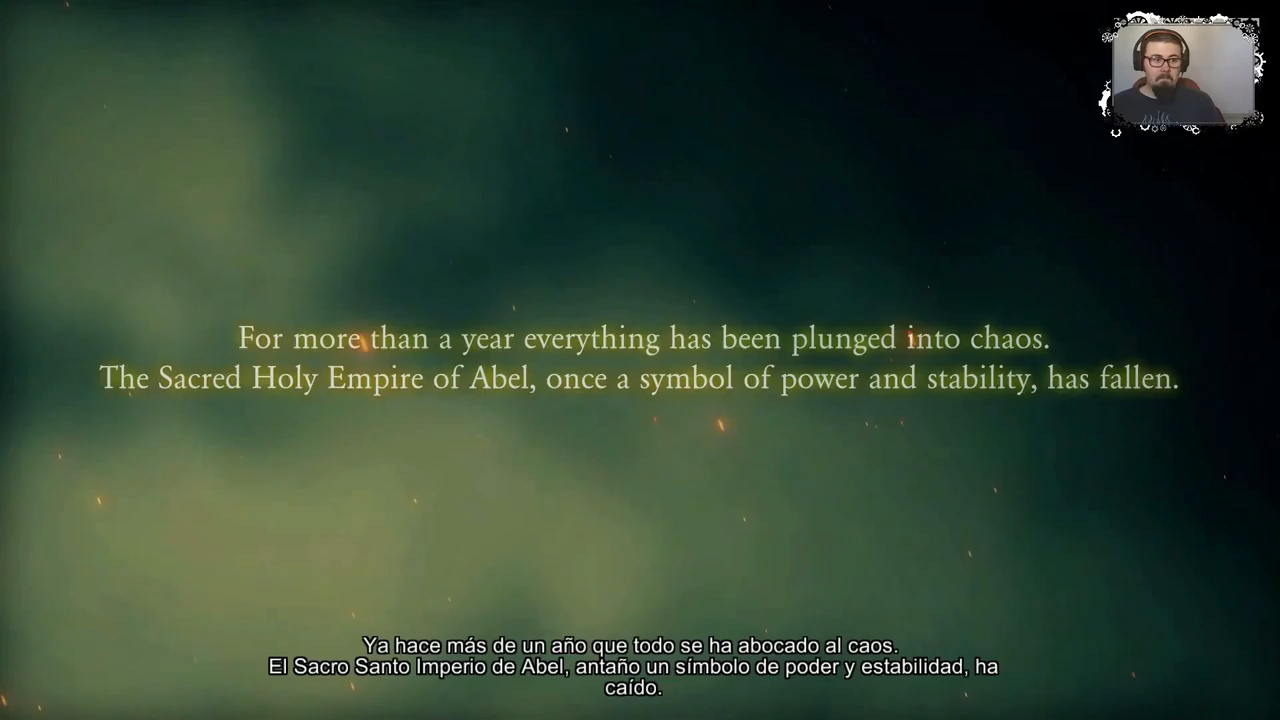 For more than a year everything has been plunged into chaos.
The Sacred Holy Empire of Abel, once a symbol of power and stability, has fallen.
Ya hace más de un año que todo se ha abocado al caos.
El Sacro Santo Imperio de Abel, antaño un símbolo de poder y estabilidad, ha
caído.